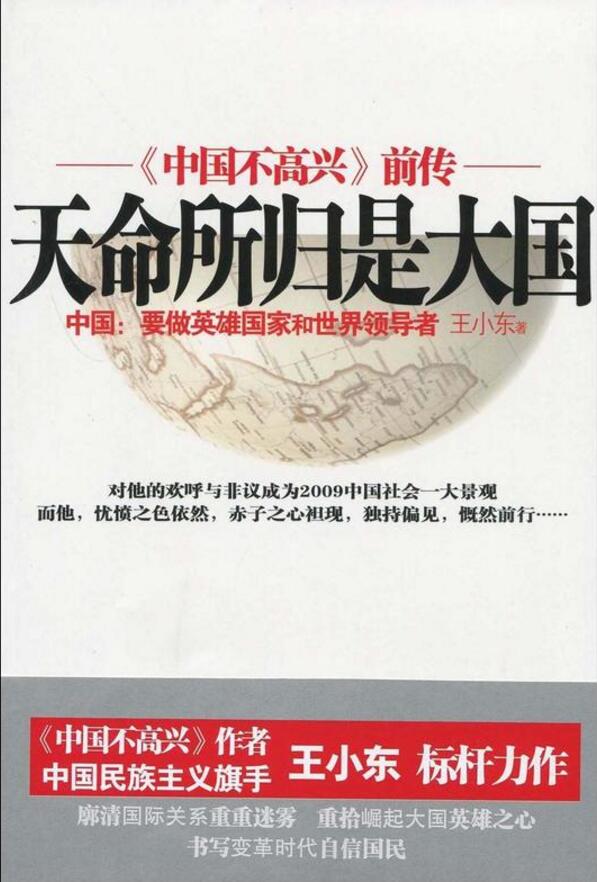 《中国不高兴》前传
天命所归是大国
中国：要做英雄国家和世界领导者 王小东著
对他的欢呼与非议成为2009中国社会一大景观
而他，忧愤之色依然，赤子之心袒现，独持偏见，慨然前行……
《中国不高兴》作者
中国民族主义旗手 王小东 标杆力作
廓清国际关系重重迷雾 重拾崛起大国英雄之心
书写变革时代自信国民